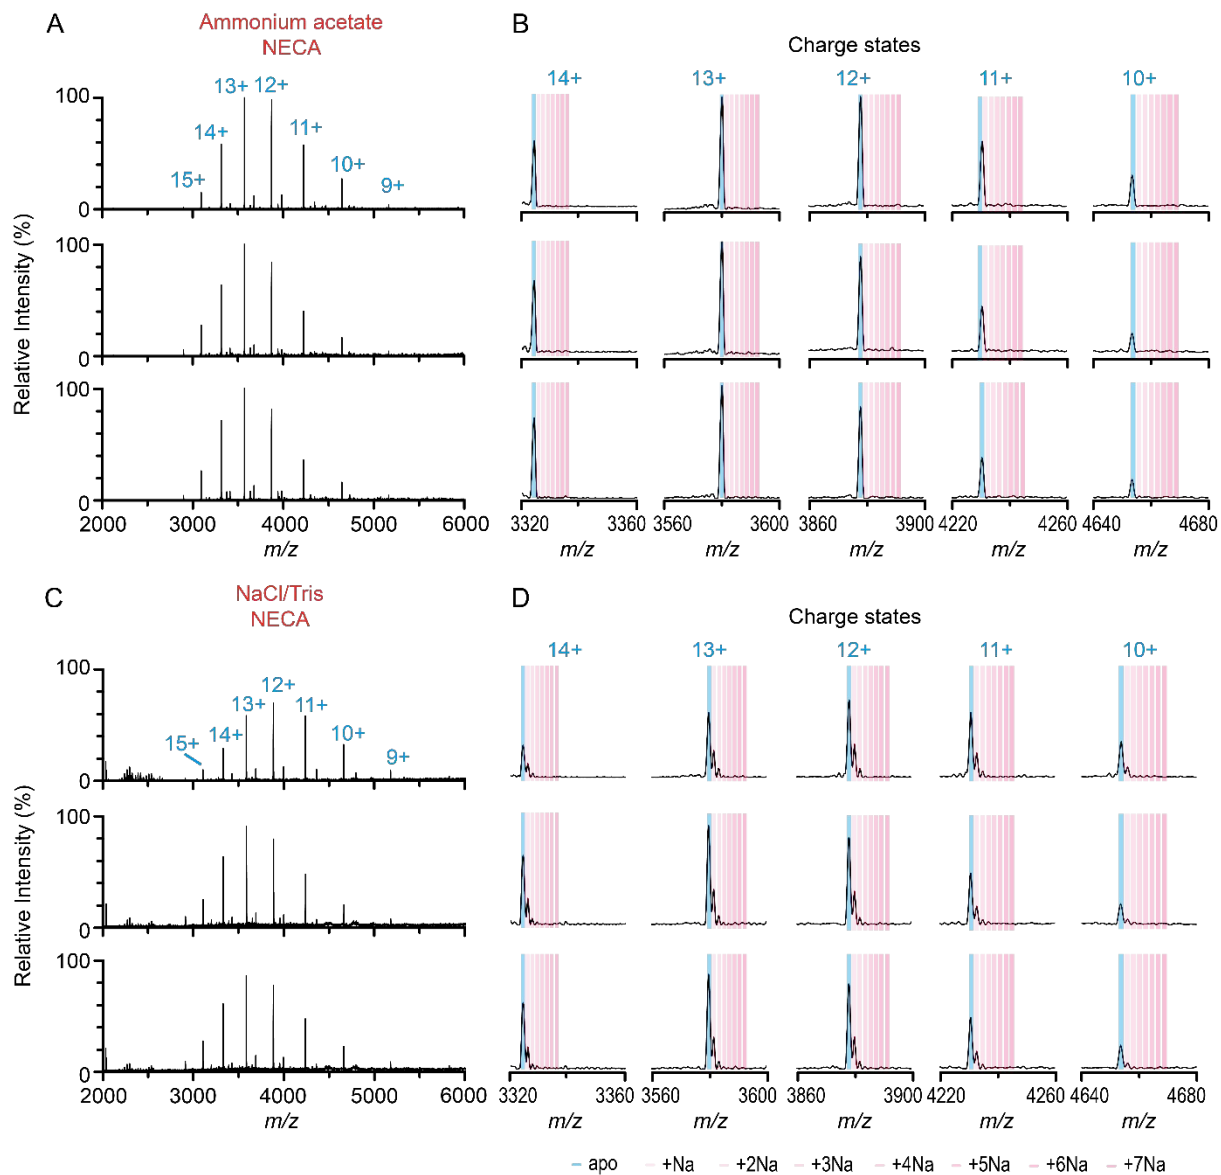 A
Ammonium acetate
NECA
B
Charge states
14+ 13+ 12+ 11+ 10+
100
0
13+ 12+
14+ 11+
15+ 10+ 9+
100
0
100
0
Relative Intensity (%)
2000 3000 4000 5000 6000
m/z
3320 3360 3560 3600 3860 3900 4220 4260 4640 4680
m/z m/z m/z m/z m/z
C
NaCl/Tris
NECA
D
Charge states
14+ 13+ 12+ 11+ 10+
100
0
12+
13+ 11+
15+ 14+ 10+
9+
100
0
100
0
Relative Intensity (%)
2000 3000 4000 5000 6000
m/z
3320 3360 3560 3600 3860 3900 4220 4260 4640 4680
m/z m/z m/z m/z m/z
apo +Na +2Na +3Na +4Na +5Na +6Na +7Na